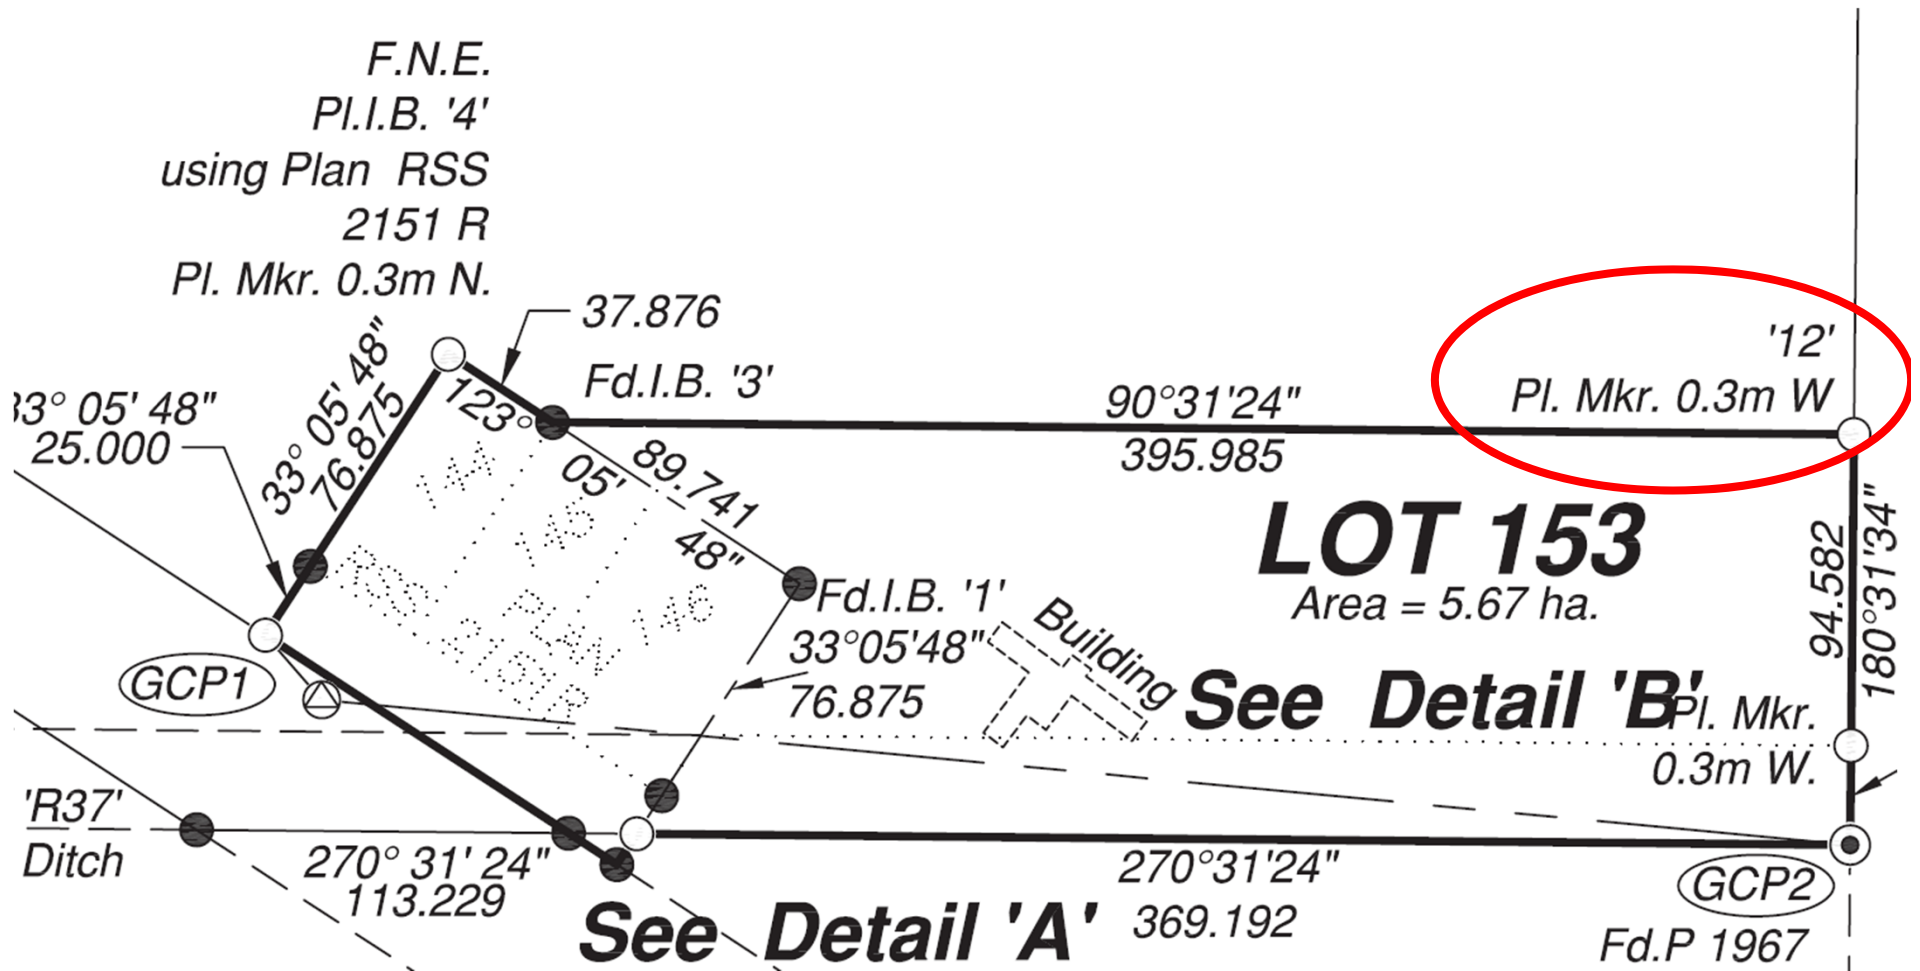 F.N.E.
Pl.I.B. '4'
using Plan RSS
2151 R
Pl. Mkr. 0.3m N.
37.876
'12'
Fd.I.B. '3'
90°31'24"
Pl. Mkr. 0.3m W
33° 05' 48"
76.875
123°
05'
48"
33° 05' 48"
25.000
89.741
395.985
144
145
146
LOT 153
Area = 5.67 ha.
94.582
180°31'34"
Fd.I.B. '1'
33°05'48"
76.875
Building
PLAN
GCP1
See Detail 'B'
Pl. Mkr.
0.3m W.
'R37'
Ditch
270° 31' 24"
113.229
270°31'24"
369.192
GCP2
See Detail 'A'
Fd.P 1967